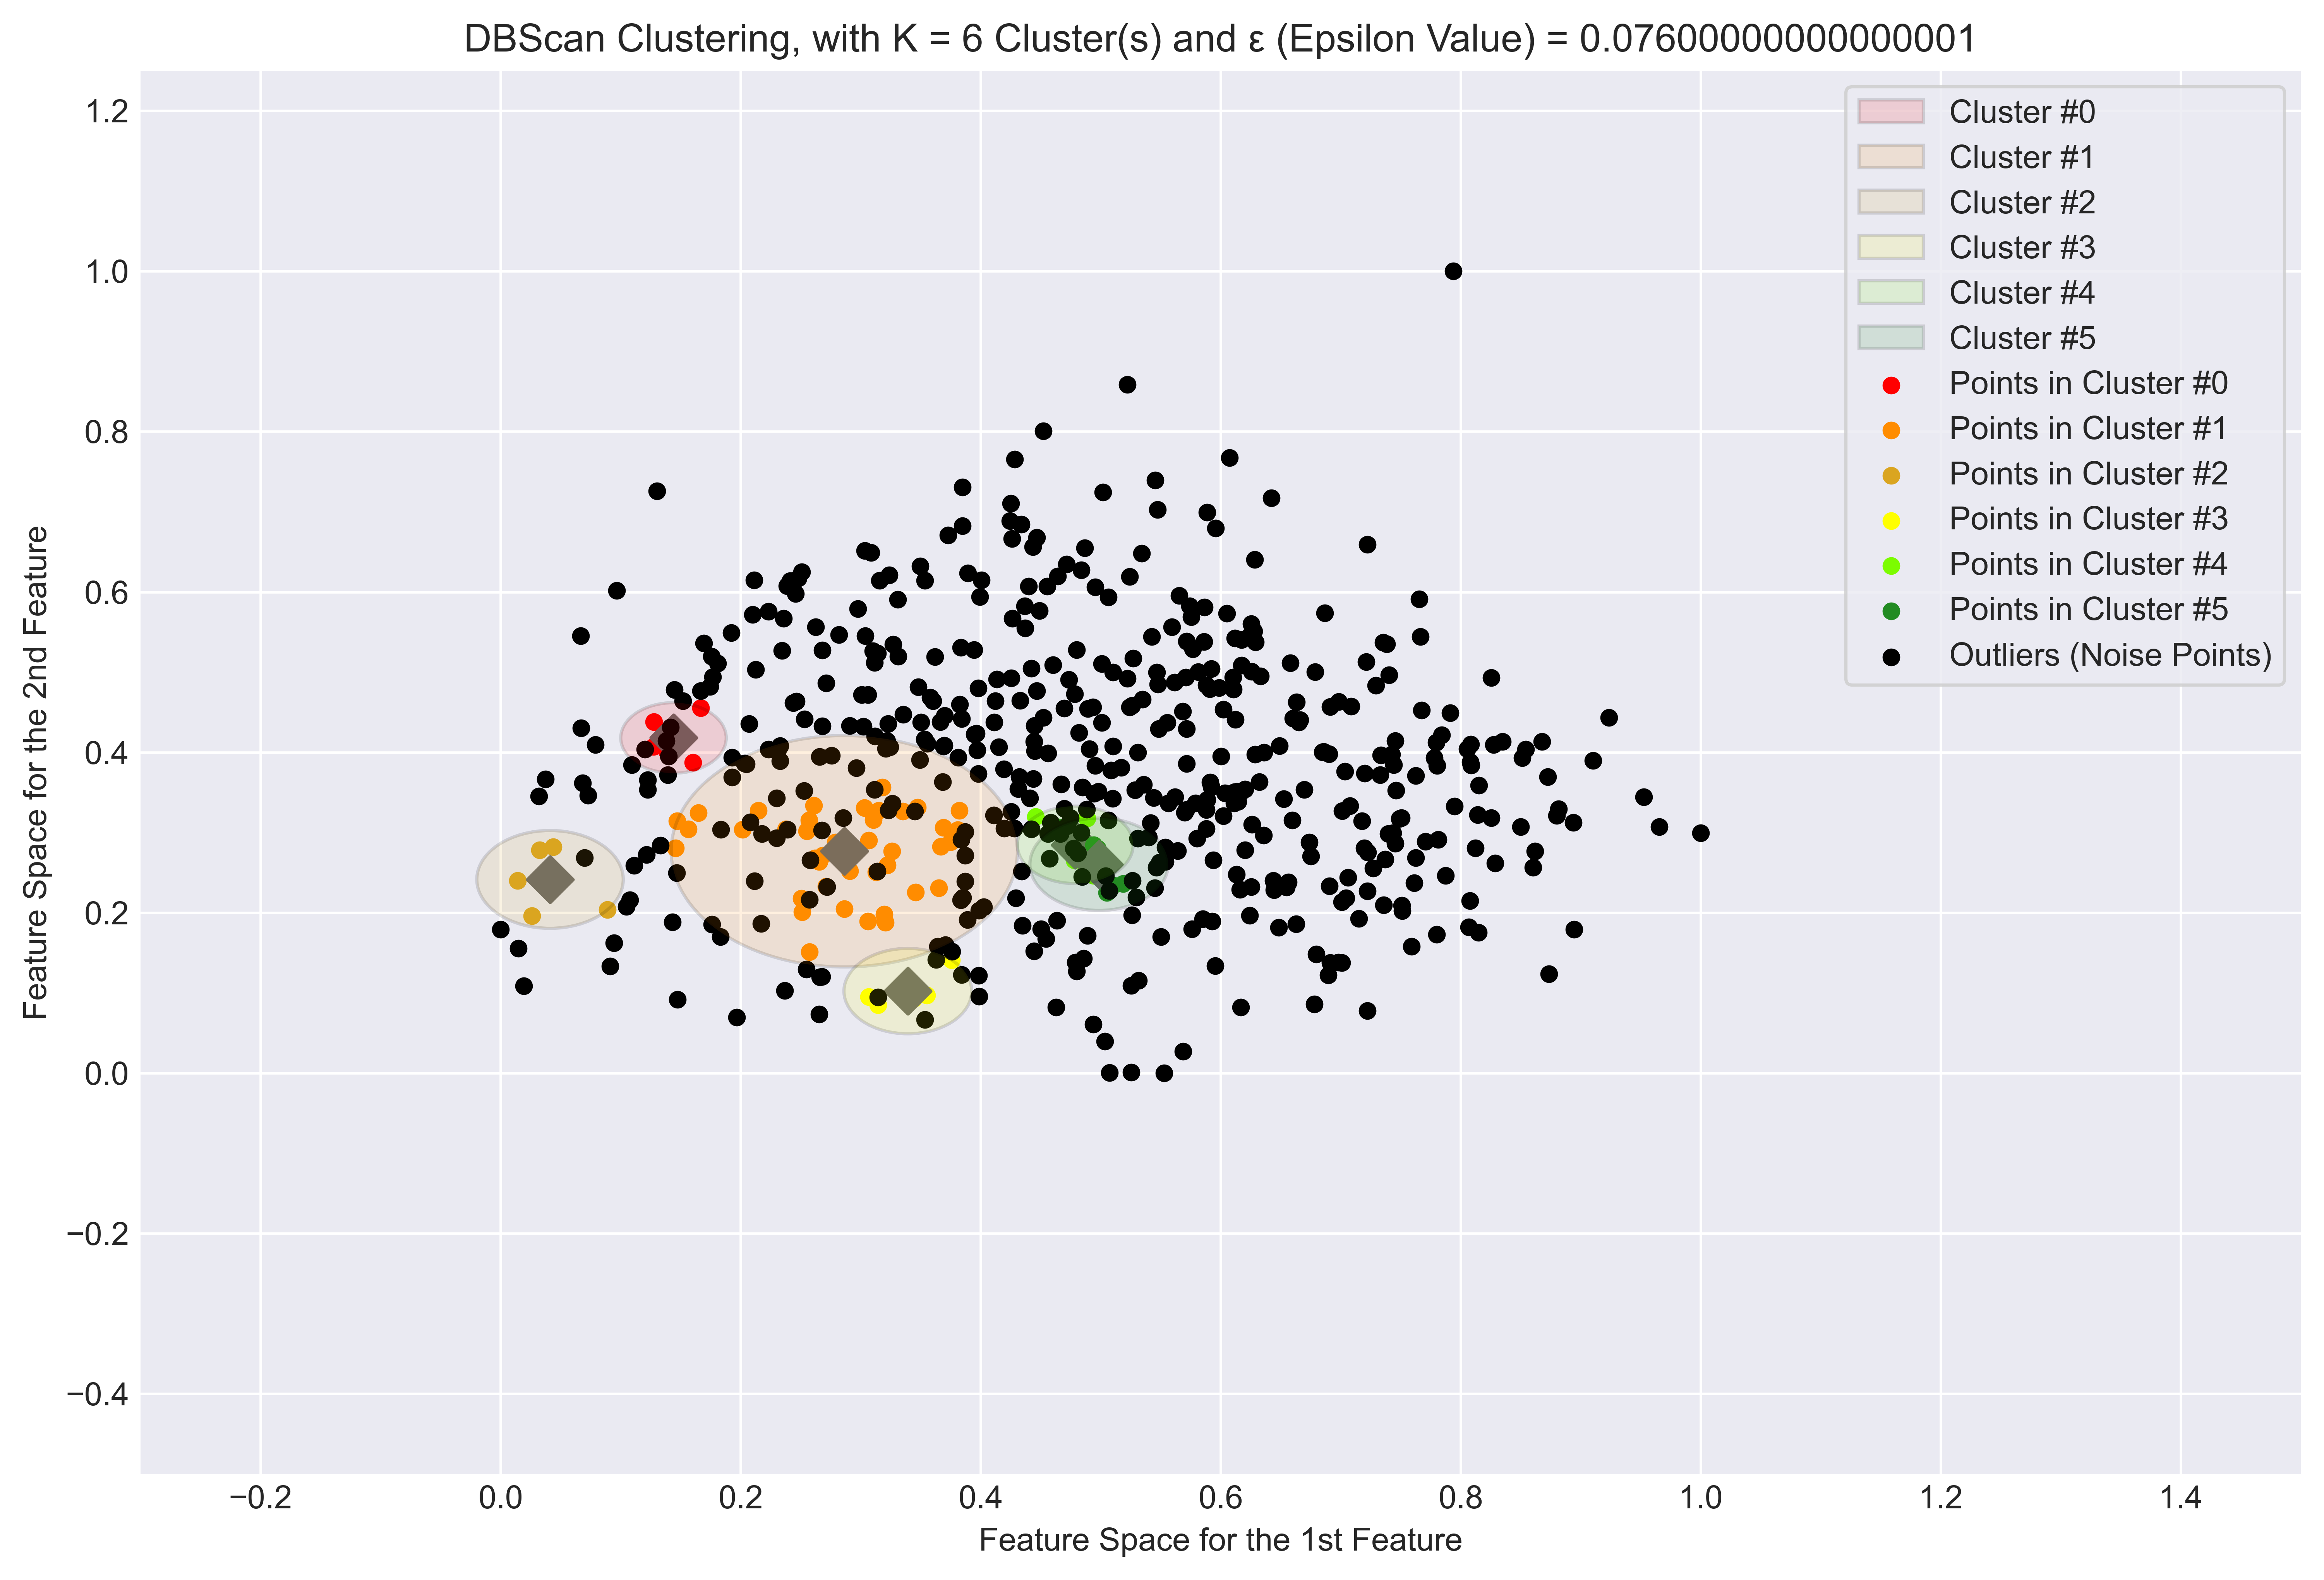 DBScan Clustering, with K = 6 Cluster(s) and ε (Epsilon Value) = 0.07600000000000001
1.2
1.0
0.8
0.6
0.4
0.2
0.0
−0.2
−0.4
Feature Space for the 2nd Feature
Cluster #0
Cluster #1
Cluster #2
Cluster #3
Cluster #4
Cluster #5
Points in Cluster #0
Points in Cluster #1
Points in Cluster #2
Points in Cluster #3
Points in Cluster #4
Points in Cluster #5
Outliers (Noise Points)
−0.2 0.0 0.2 0.4 0.6 0.8 1.0 1.2 1.4
Feature Space for the 1st Feature